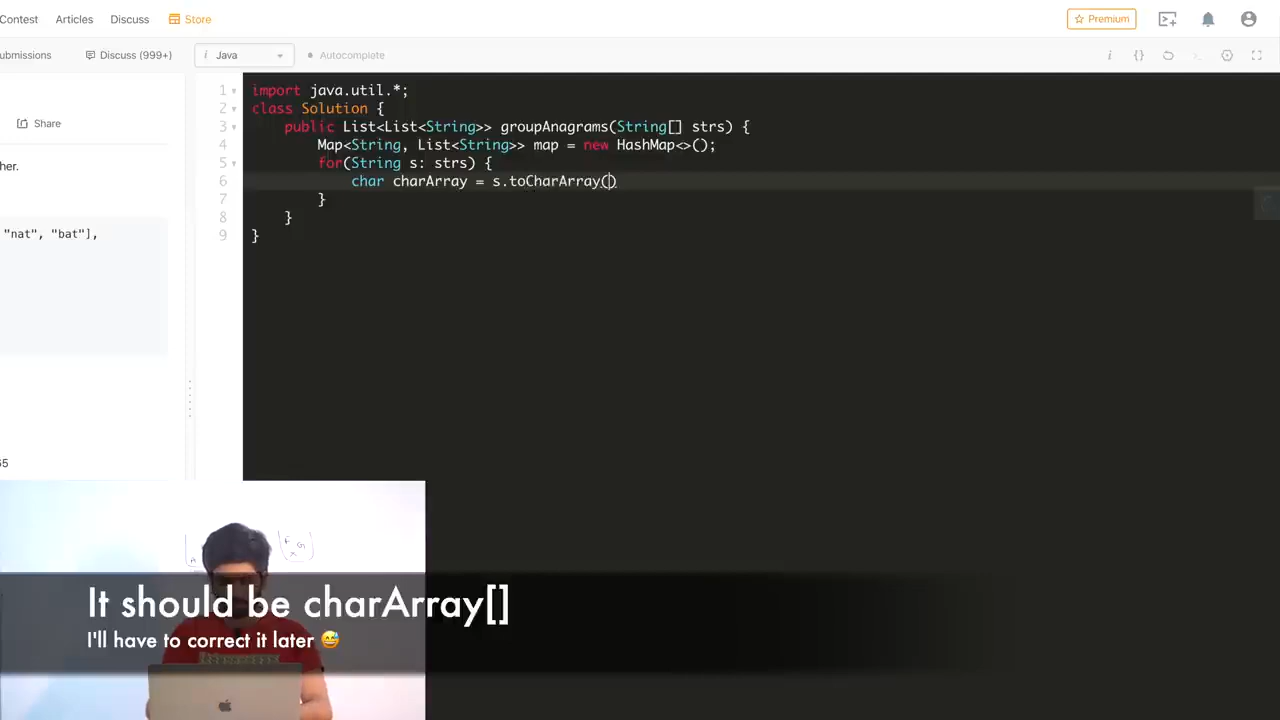 Contest Articles Discuss Store Premium
ubmissions Discuss (999+) i Java Autocomplete i {}
Share
her.
"nat", "bat"],
65
1 import java.util.*;
2 class Solution {
3 public List<List<String>> groupAnagrams(String[] strs) {
4 Map<String, List<String>> map = new HashMap<>();
5 for(String s: strs) {
6 char charArray = s.toCharArray()
7 }
8 }
9 }
It should be charArray[]
I'll have to correct it later 😅